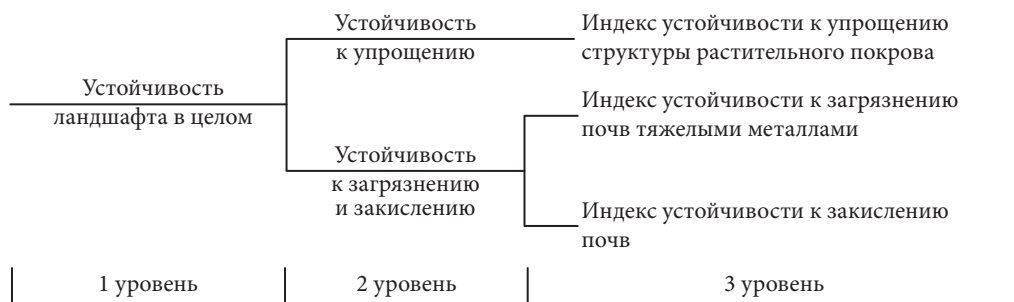 Устойчивость
к упрощению
Индекс устойчивости к упрощению
структуры растительного покрова
Устойчивость
ландшафта в целом
Индекс устойчивости к загрязнению
почв тяжелыми металлами
Устойчивость
к загрязнению
и закислению
Индекс устойчивости к закислению
почв
1 уровень
2 уровень
3 уровень